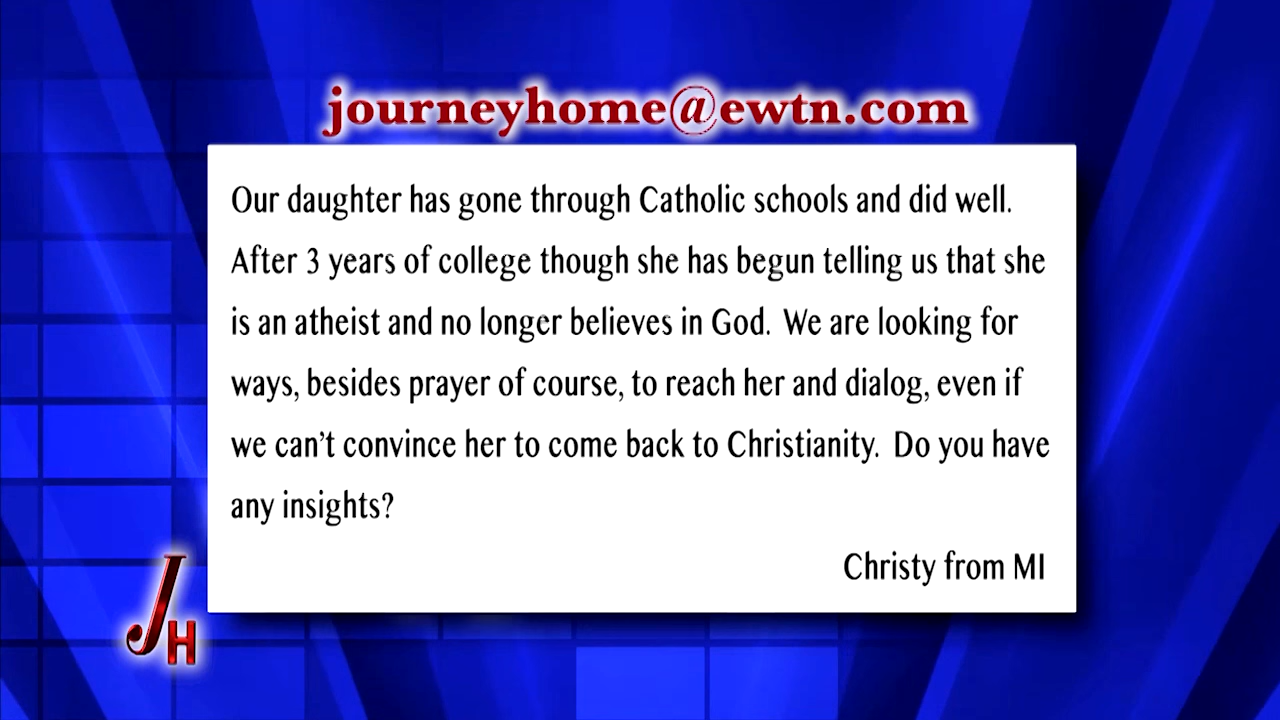 journeyhome@ewtn.com
Our daughter has gone through Catholic schools and did well.
After 3 years of college though she has begun telling us that she
is an atheist and no longer believes in God. We are looking for
ways, besides prayer of course, to reach her and dialog, even if
we can't convince her to come back to Christianity. Do you have
any insights?
Christy from MI
JH